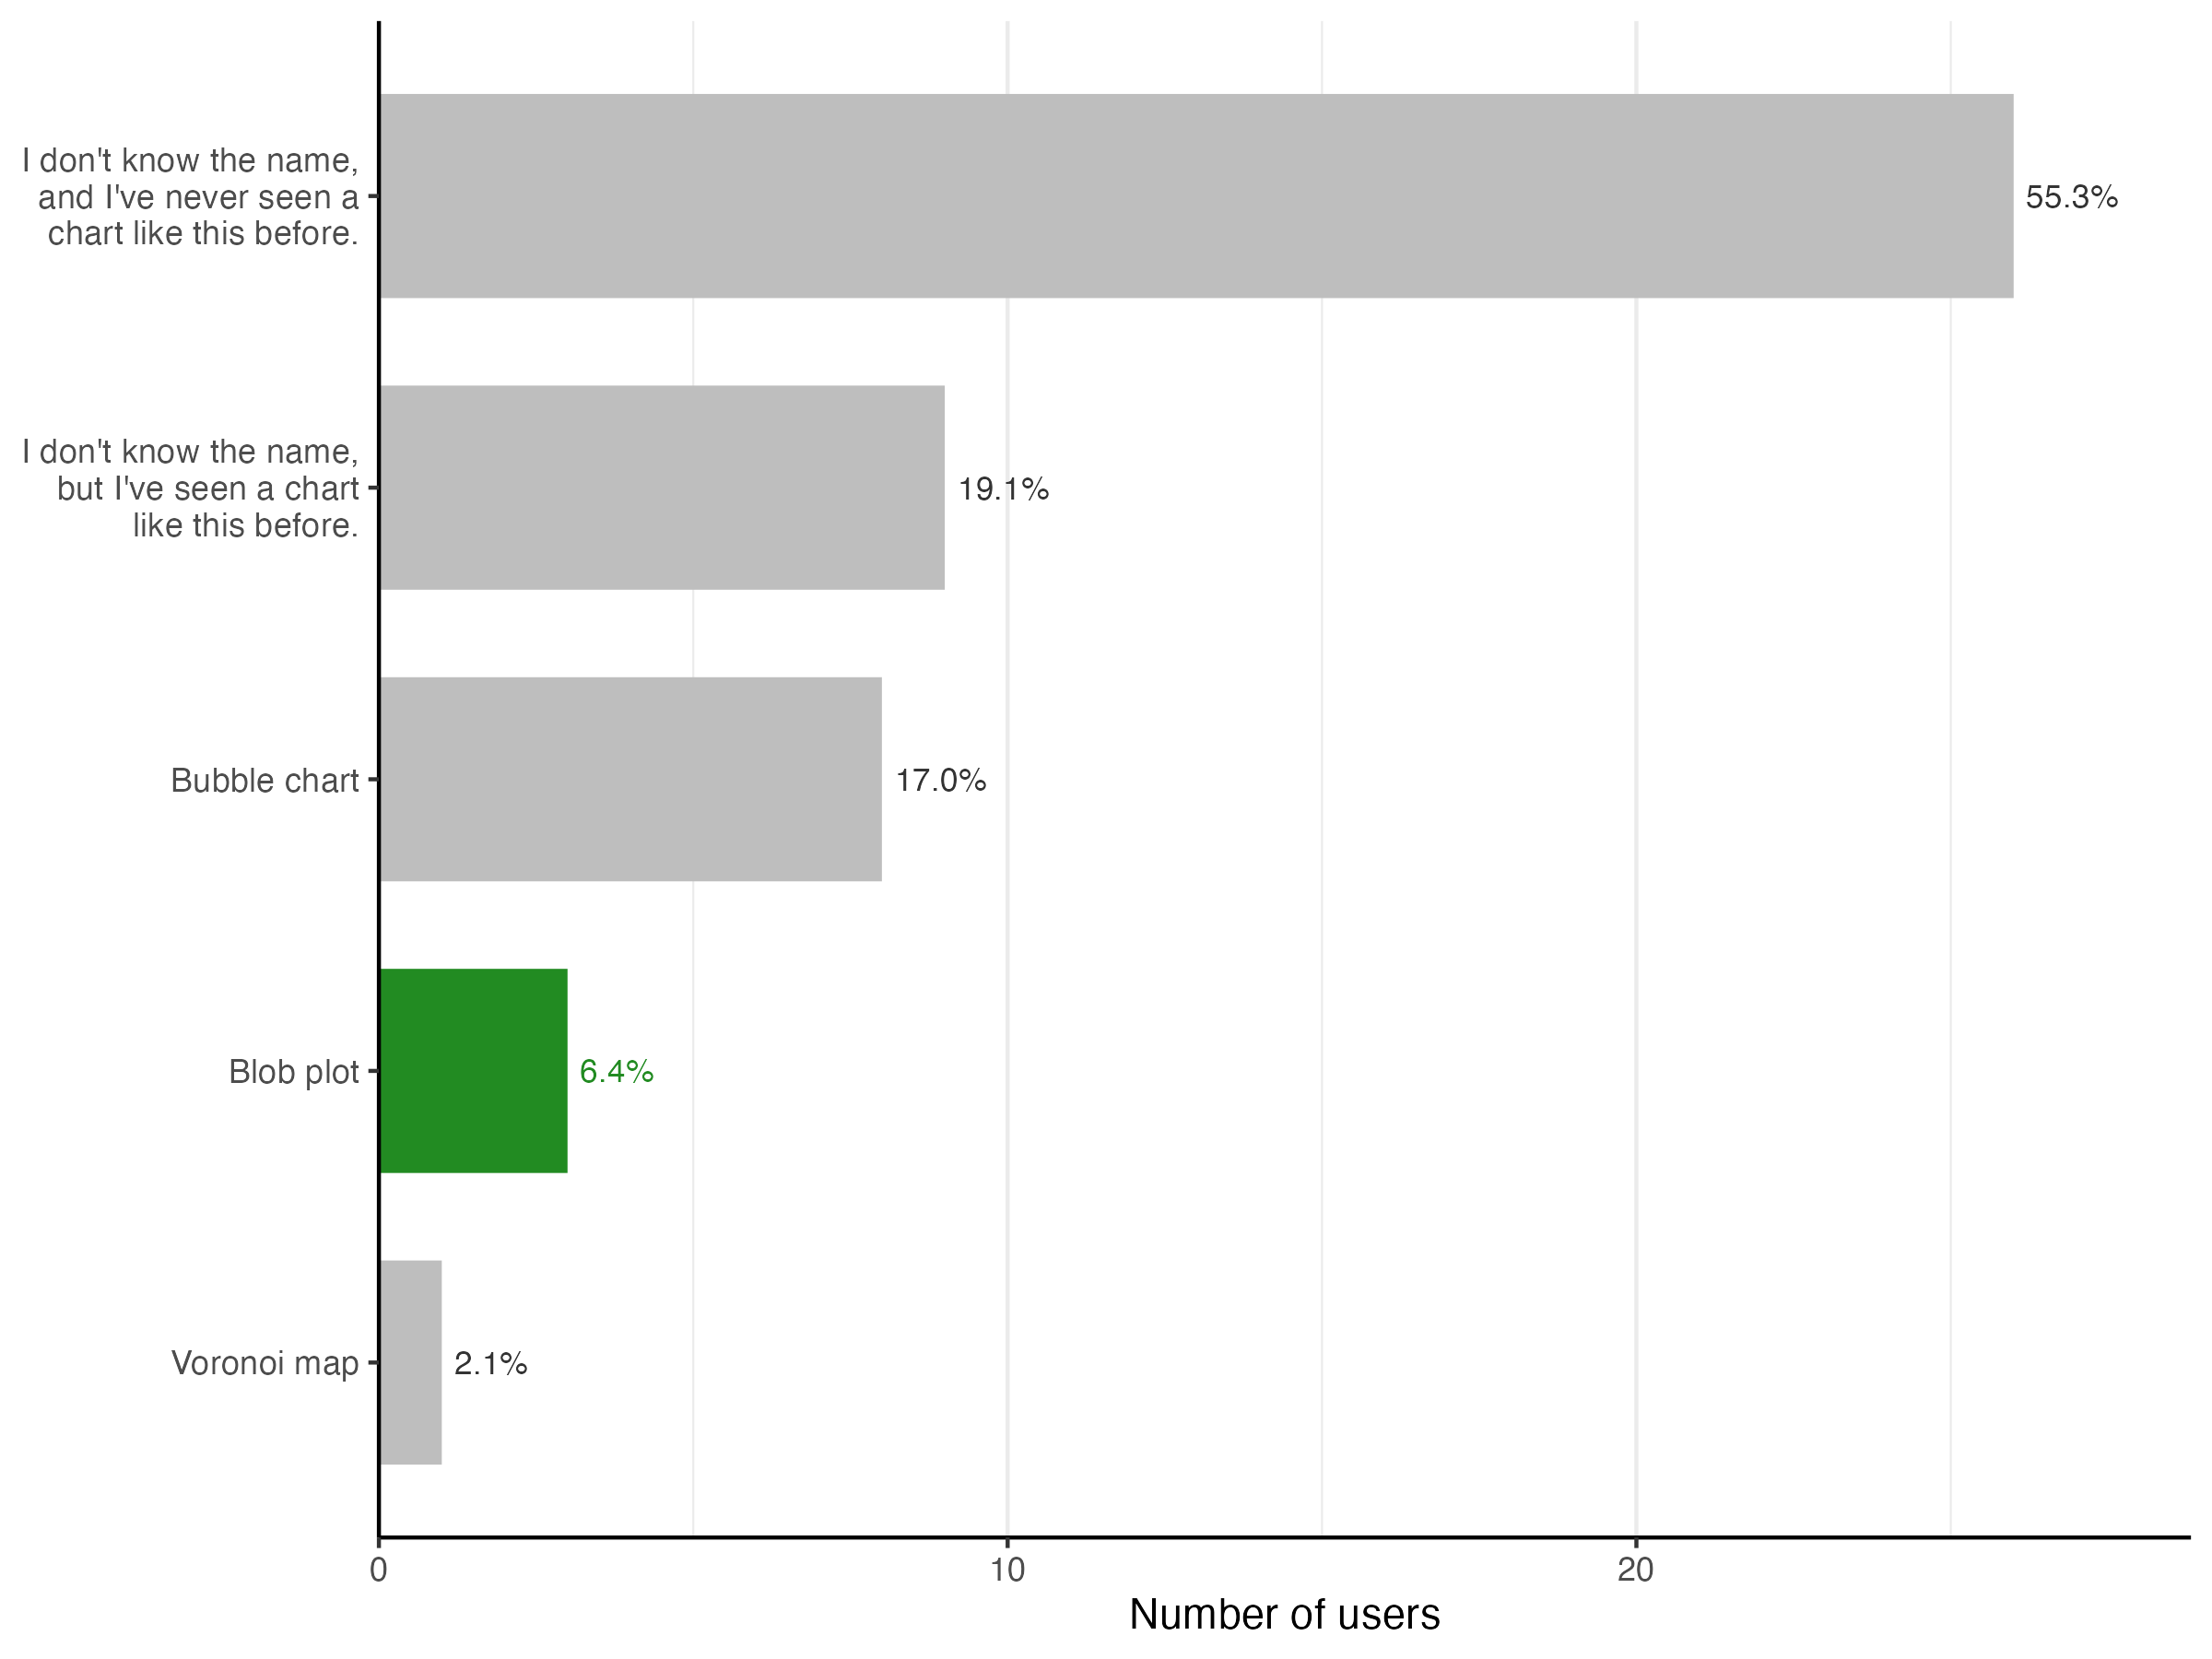 I don't know the name,
and I've never seen a
chart like this before.
55.3%
I don't know the name,
but I've seen a chart
like this before.
19.1%
Bubble chart
17.0%
Blob plot
6.4%
Voronoi map
2.1%
0
10
20
Number of users